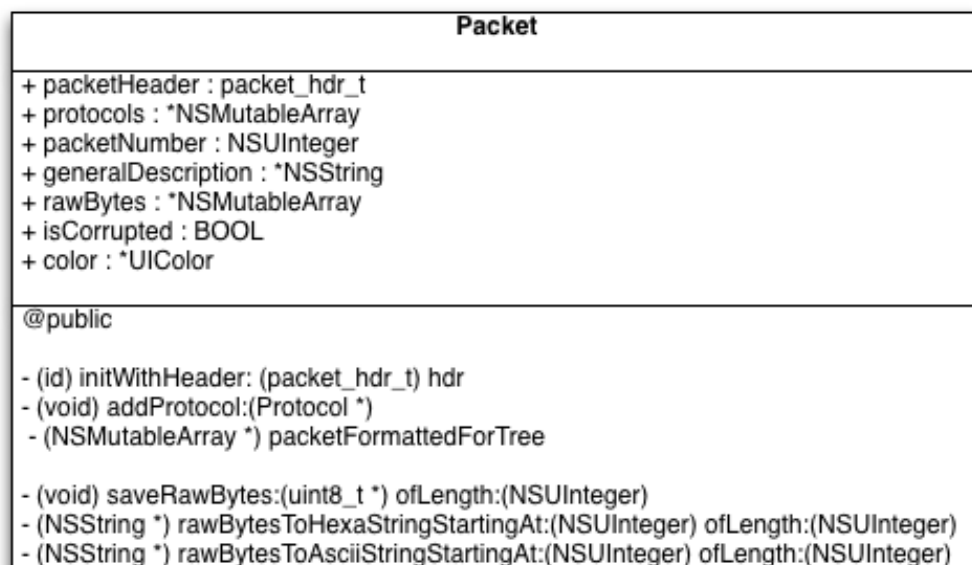 Packet
+ packetHeader : packet_hdr_t
+ protocols : *NSMutableArray
+ packetNumber : NSUInteger
+ generalDescription : *NSString
+ rawBytes : *NSMutableArray
+ isCorrupted : BOOL
+ color : *UIColor
@public
- (id) initWithHeader: (packet_hdr_t) hdr
- (void) addProtocol:(Protocol *)
- (NSMutableArray *) packetFormattedForTree
- (void) saveRawBytes:(uint8_t *) ofLength:(NSUInteger)
- (NSString *) rawBytesToHexaStringStartingAt:(NSUInteger) ofLength:(NSUInteger)
- (NSString *) rawBytesToAsciiStringStartingAt:(NSUInteger) ofLength:(NSUInteger)